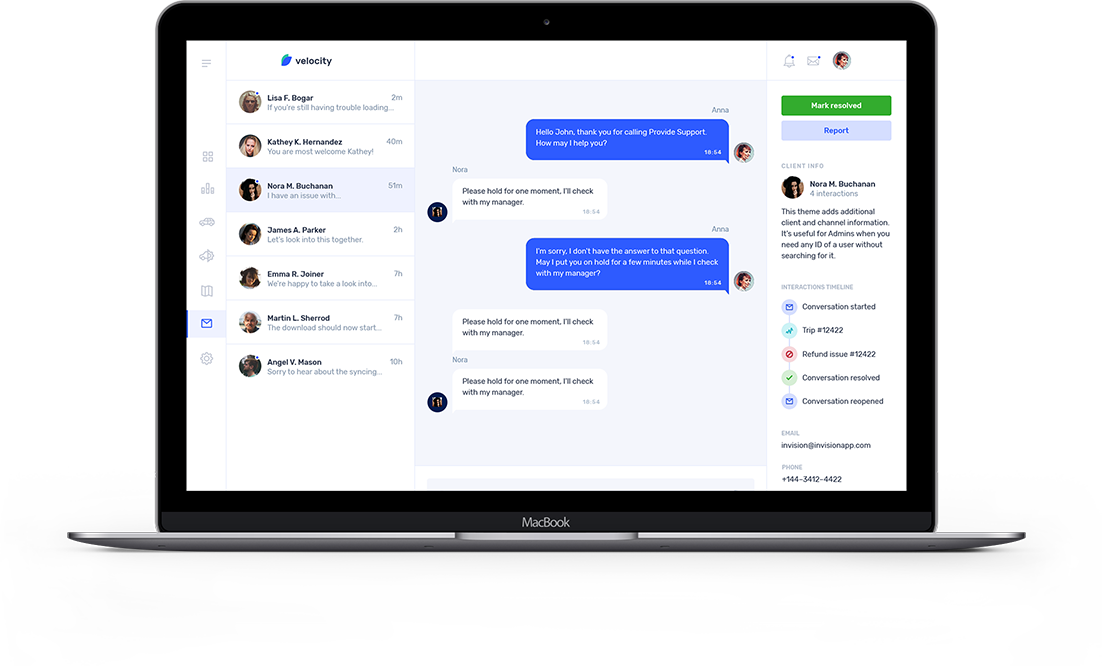 velocity
Lisa F. Bogar
2m
If you're still having trouble loading...
Kathey K. Hernandez
40m
You are most welcome Kathey!
Nora M. Buchanan
51m
I have an issue with...
James A. Parker
2h
Let's look into this together.
Emma R. Joiner
7h
We're happy to take a look into...
Martin L. Sherrod
7h
The download should now start...
Angel V. Mason
10h
Sorry to hear about the syncing...
Anna
Hello John, thank you for calling Provide Support.
How may I help you?
18:54
Nora
Please hold for one moment, I'll check
with my manager.
18:54
Anna
I'm sorry, I don't have the answer to that question.
May I put you on hold for a few minutes while I check
with my manager?
18:54
Please hold for one moment, I'll check
with my manager.
18:54
Nora
Please hold for one moment, I'll check
with my manager.
18:54
Mark resolved
Report
CLIENT INFO
Nora M. Buchanan
4 interactions
This theme adds additional
client and channel information.
It's useful for Admins when you
need any ID of a user without
searching for it.
INTERACTIONS TIMELINE
Conversation started
Trip #12422
Refund issue #12422
Conversation resolved
Conversation reopened
EMAIL
invision@invisionapp.com
PHONE
+144-3412-4422
MacBook